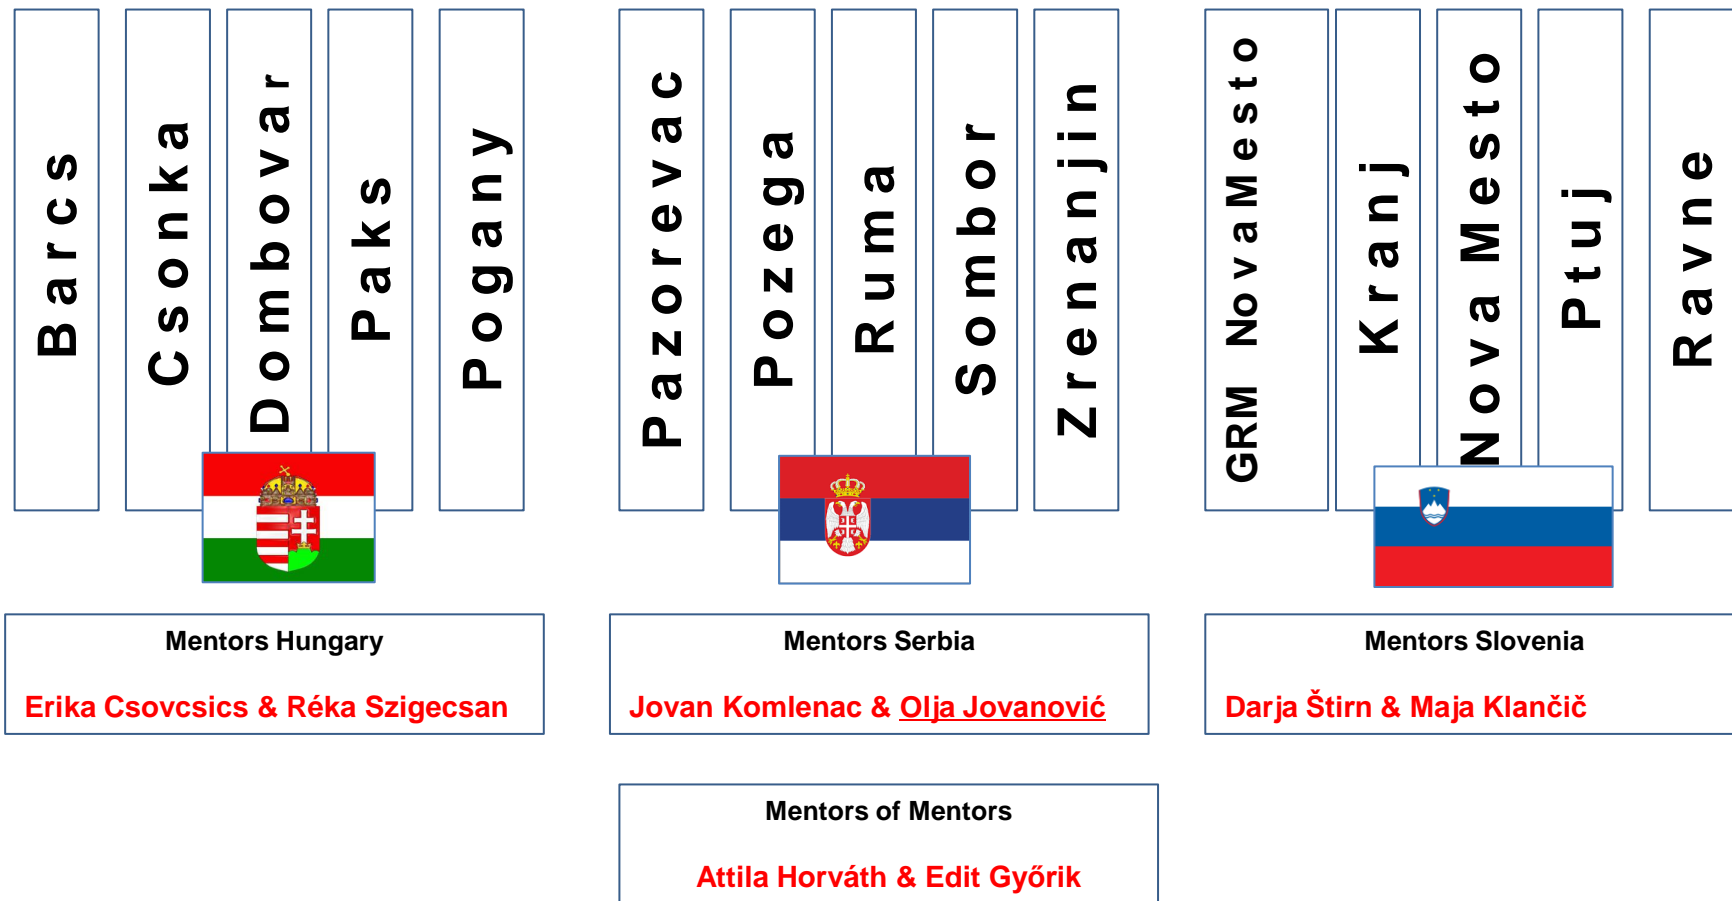 Barcs
Csonka
Dombovar
Paks
Pogany
Pazorevac
Pozega
Ruma
Sombor
Zrenanjin
GRM NovaMesto
Kranj
Nova Mesto
Ptuj
Ravne
Mentors Hungary
Erika Csovcsics & Réka Szigecsan
Mentors Serbia
Jovan Komlenac & Olja Jovanović
Mentors Slovenia
Darja Štirn & Maja Klančič
Mentors of Mentors
Attila Horváth & Edit Győrik